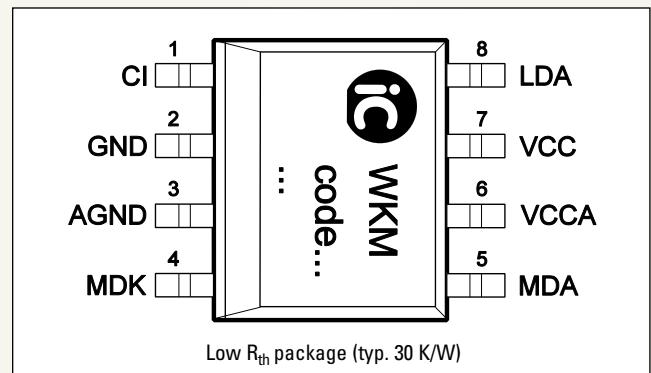 1
CI
2
GND
3
AGND
4
MDK
8
LDA
7
VCC
6
VCCA
5
MDA
iC
WKM
code....
...
Low Rth package (typ. 30 K/W)